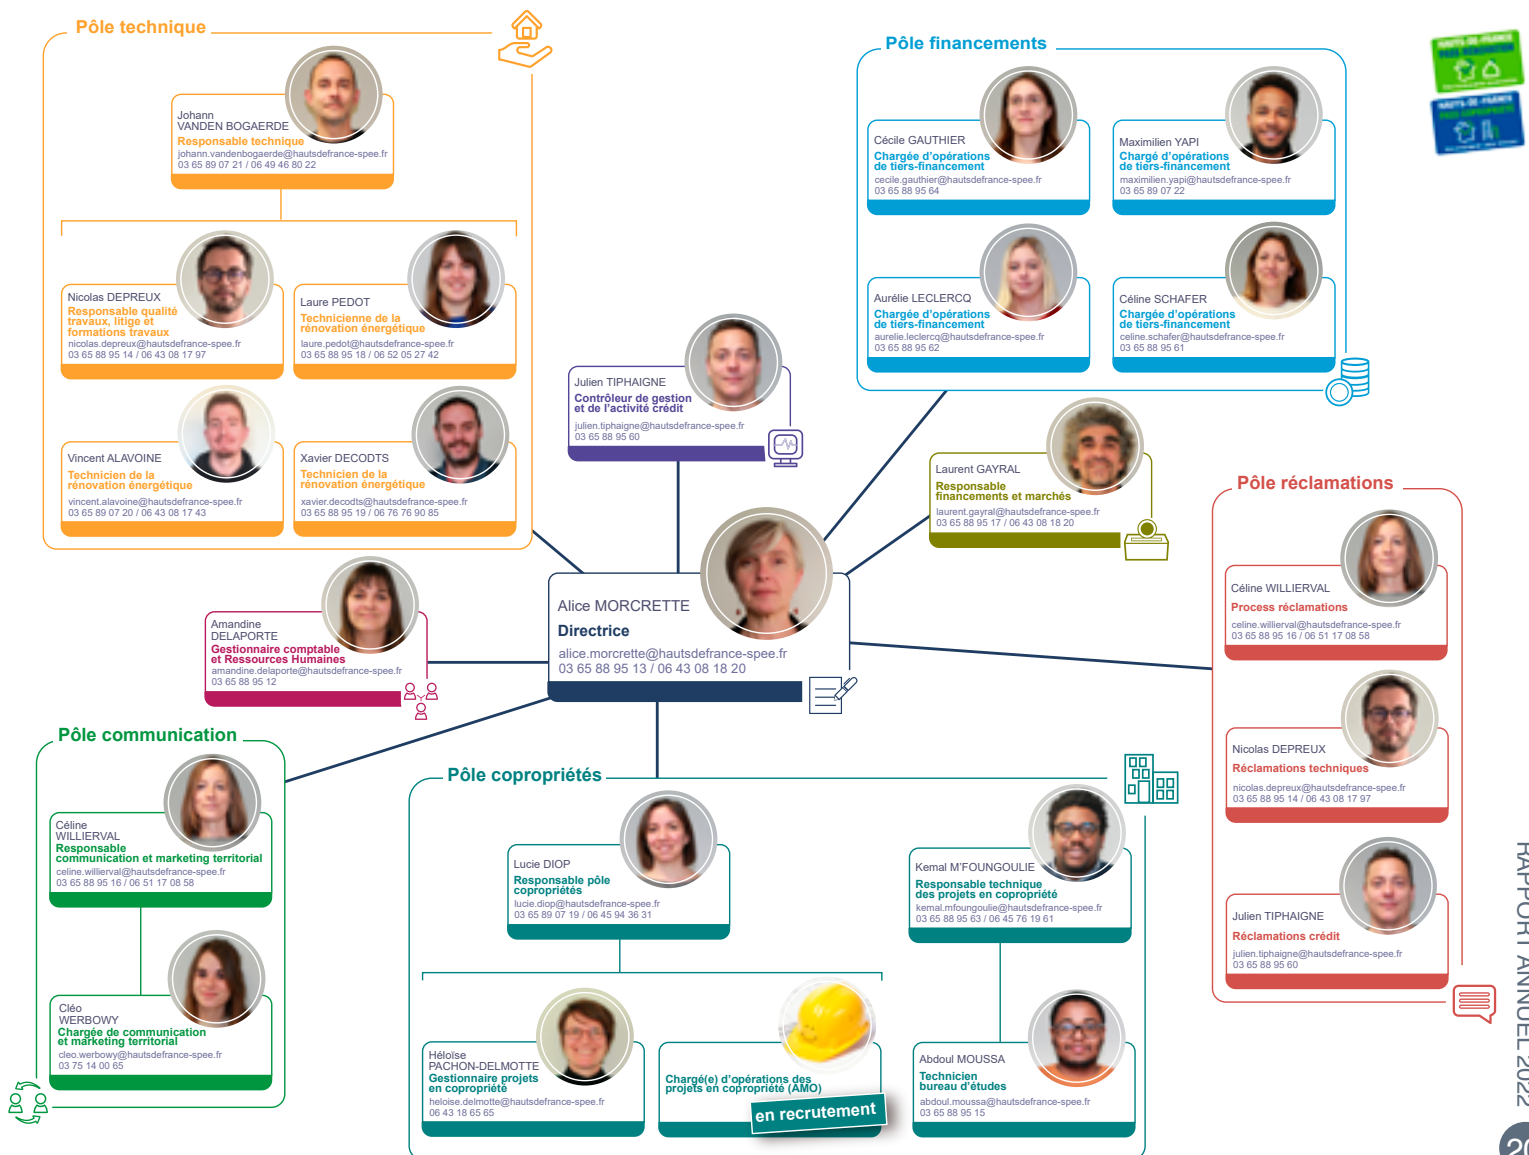 Pôle technique
Johann
VANDEN BOGAERDE
Responsable technique
johann.vandenbogaerde@hautsdefrance-spee.fr
03 65 89 07 21 / 06 49 46 80 22
Nicolas DEPREUX
Responsable qualité
travaux, litige et
formations travaux
nicolas.depreux@hautsdefrance-spee.fr
03 65 88 95 14 / 06 43 08 17 97
Laure PEDOT
Technicienne de la
rénovation énergétique
laure.pedot@hautsdefrance-spee.fr
03 65 88 95 18 / 06 52 05 27 42
Vincent ALAVOINE
Technicien de la
rénovation énergétique
vincent.alavoine@hautsdefrance-spee.fr
03 65 89 07 20 / 06 43 08 17 43
Xavier DECODTS
Technicien de la
rénovation énergétique
xavier.decodts@hautsdefrance-spee.fr
03 65 88 95 19 / 06 76 76 90 85
Julien TIPHAIGNE
Contrôleur de gestion
et de l'activité crédit
julien.tiphaigne@hautsdefrance-spee.fr
03 65 88 95 60
Pôle financements
Cécile GAUTHIER
Chargée d'opérations
de tiers-financement
cecile.gauthier@hautsdefrance-spee.fr
03 65 88 95 64
Maximilien YAPI
Chargé d'opérations
de tiers-financement
maximilien.yapi@hautsdefrance-spee.fr
03 65 89 07 22
Aurélie LECLERCQ
Chargée d'opérations
de tiers-financement
aurelie.leclercq@hautsdefrance-spee.fr
03 65 88 95 62
Céline SCHAFER
Chargée d'opérations
de tiers-financement
celine.schafer@hautsdefrance-spee.fr
03 65 88 95 61
HAUTS-DE-FRANCE
PASS RÉNOVATION
HAUTS-DE-FRANCE
PASS COPROPRIÉTÉ
Laurent GAYRAL
Responsable
financements et marchés
laurent.gayral@hautsdefrance-spee.fr
03 65 88 95 17 / 06 43 08 18 20
Alice MORCRETTE
Directrice
alice.morcrette@hautsdefrance-spee.fr
03 65 88 95 13 / 06 43 08 18 20
Amandine
DELAPORTE
Gestionnaire comptable
et Ressources Humaines
amandine.delaporte@hautsdefrance-spee.fr
03 65 88 95 12
Pôle réclamations
Céline WILLIERVAL
Process réclamations
celine.willierval@hautsdefrance-spee.fr
03 65 88 95 16 / 06 51 17 08 58
Nicolas DEPREUX
Réclamations techniques
nicolas.depreux@hautsdefrance-spee.fr
03 65 88 95 14 / 06 43 08 17 97
Julien TIPHAIGNE
Réclamations crédit
julien.tiphaigne@hautsdefrance-spee.fr
03 65 88 95 60
Pôle communication
Céline
WILLIERVAL
Responsable
communication et marketing territorial
celine.willierval@hautsdefrance-spee.fr
03 65 88 95 16 / 06 51 17 08 58
Cléo
WERBOWY
Chargée de communication
et marketing territorial
cleo.werbowy@hautsdefrance-spee.fr
03 75 14 00 65
Pôle copropriétés
Lucie DIOP
Responsable pôle
copropriétés
lucie.diop@hautsdefrance-spee.fr
03 65 89 07 19 / 06 45 94 36 31
Kemal M'FOUNGOULIE
Responsable technique
des projets en copropriété
kemal.mfoungoulie@hautsdefrance-spee.fr
03 65 88 95 63 / 06 45 76 19 61
Héloïse
PACHON-DELMOTTE
Gestionnaire projets
en copropriété
heloise.delmotte@hautsdefrance-spee.fr
06 43 18 65 65
Chargé(e) d'opérations des
projets en copropriété (AMO)
en recrutement
Abdoul MOUSSA
Technicien
bureau d'études
abdoul.moussa@hautsdefrance-spee.fr
03 65 88 95 15
RAPPORT ANNUEL 2022